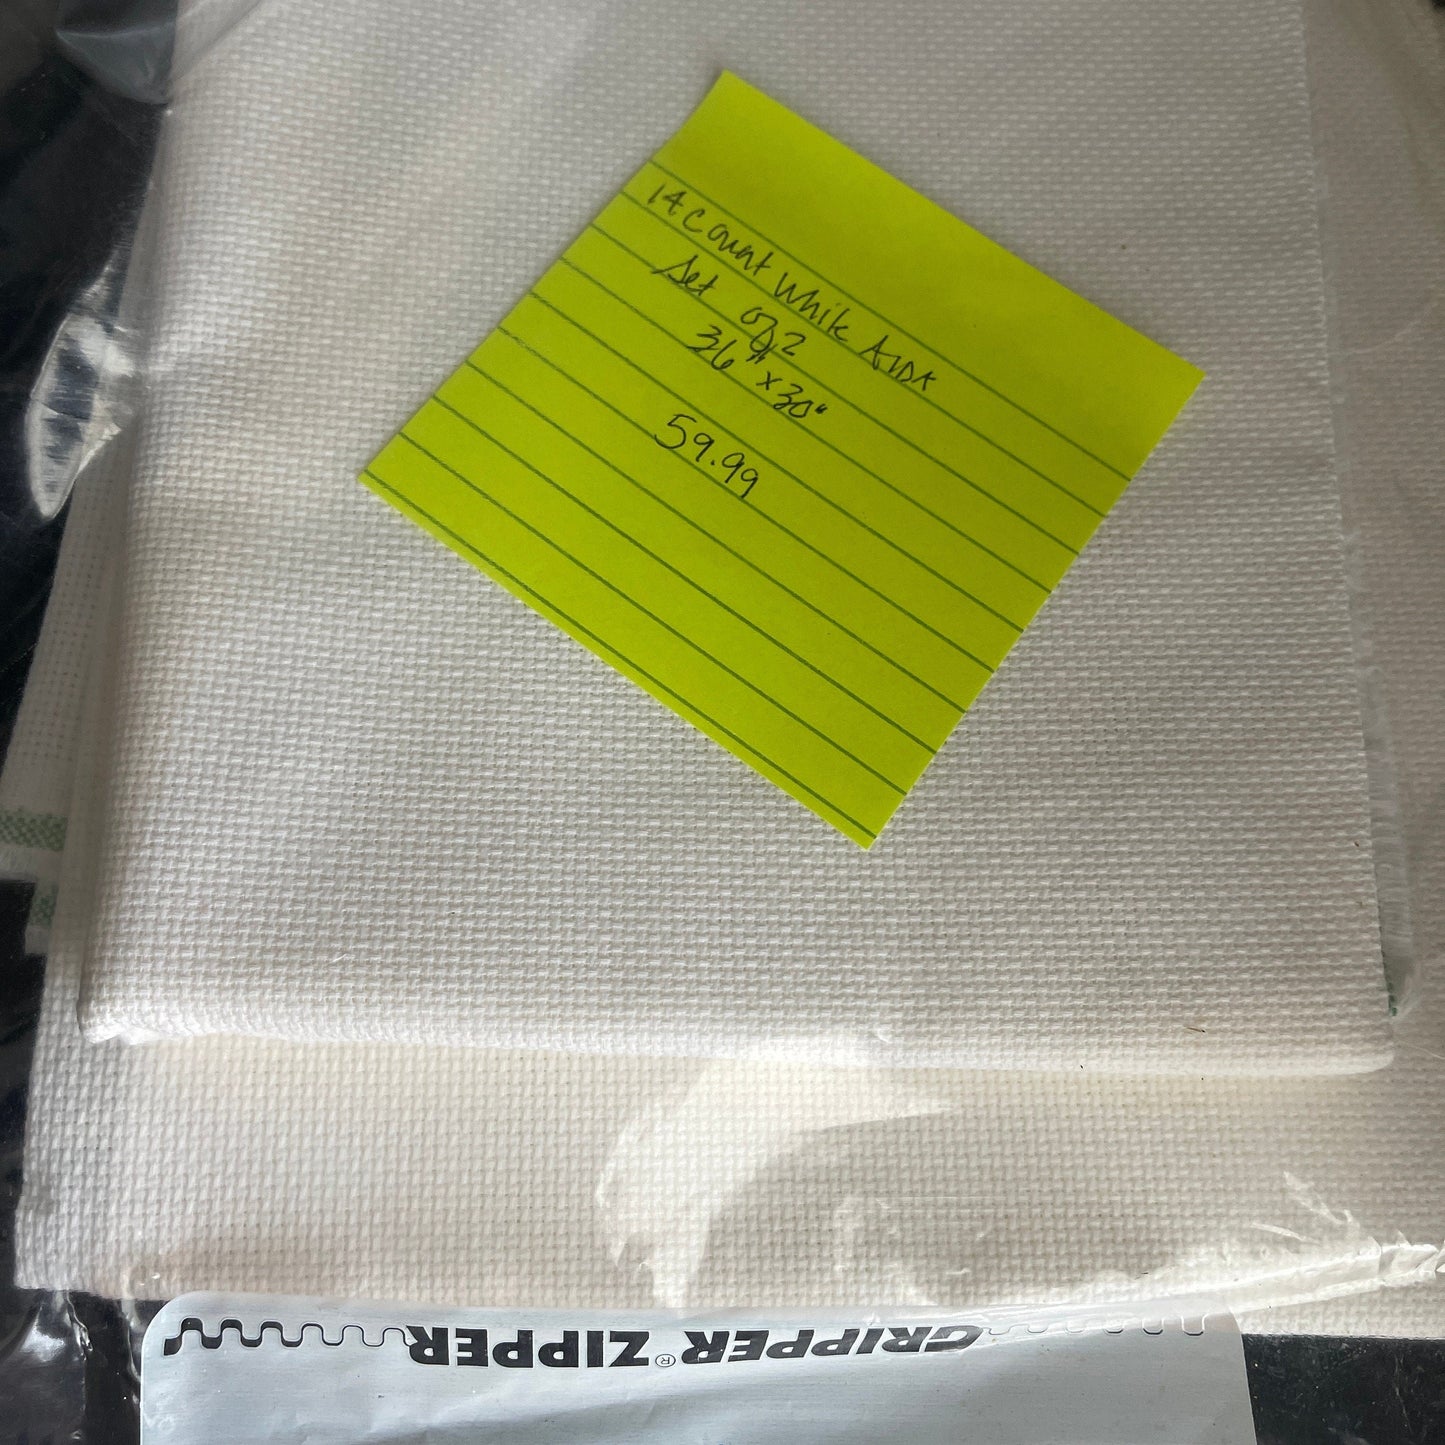 14 Count White AIDA
Set of 2
36" x 30"
59.99
GRIPPER ZIPPER®